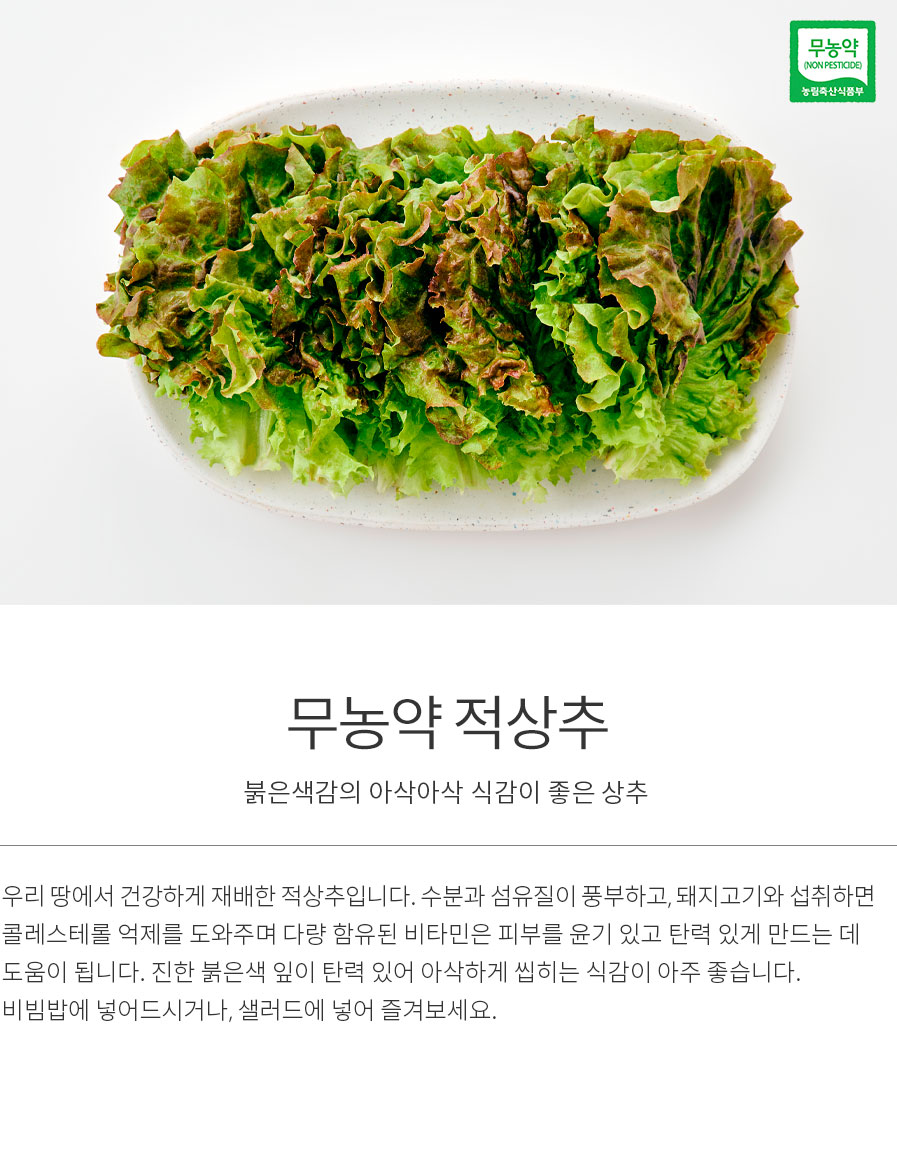 무농약
(NON PESTICIDE)
농림축산식품부
무농약 적상추
붉은색감의 아삭아삭 식감이 좋은 상추
우리 땅에서 건강하게 재배한 적상추입니다. 수분과 섬유질이 풍부하고, 돼지고기와 섭취하면
콜레스테롤 억제를 도와주며 다량 함유된 비타민은 피부를 윤기 있고 탄력 있게 만드는 데
도움이 됩니다. 진한 붉은색 잎이 탄력 있어 아삭하게 씹히는 식감이 아주 좋습니다.
비빔밥에 넣어드시거나, 샐러드에 넣어 즐겨보세요.